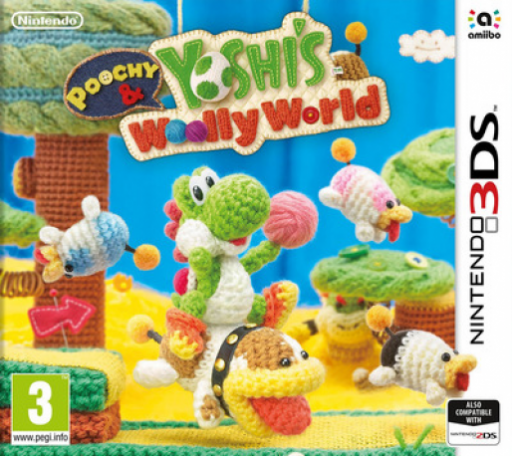 Nintendo
amiibo
POOCHY
& YOSHI'S
Woolly World
NINTENDO 3DS
3
www.pegi.info
ALSO
COMPATIBLE
WITH
NINTENDO 2DS